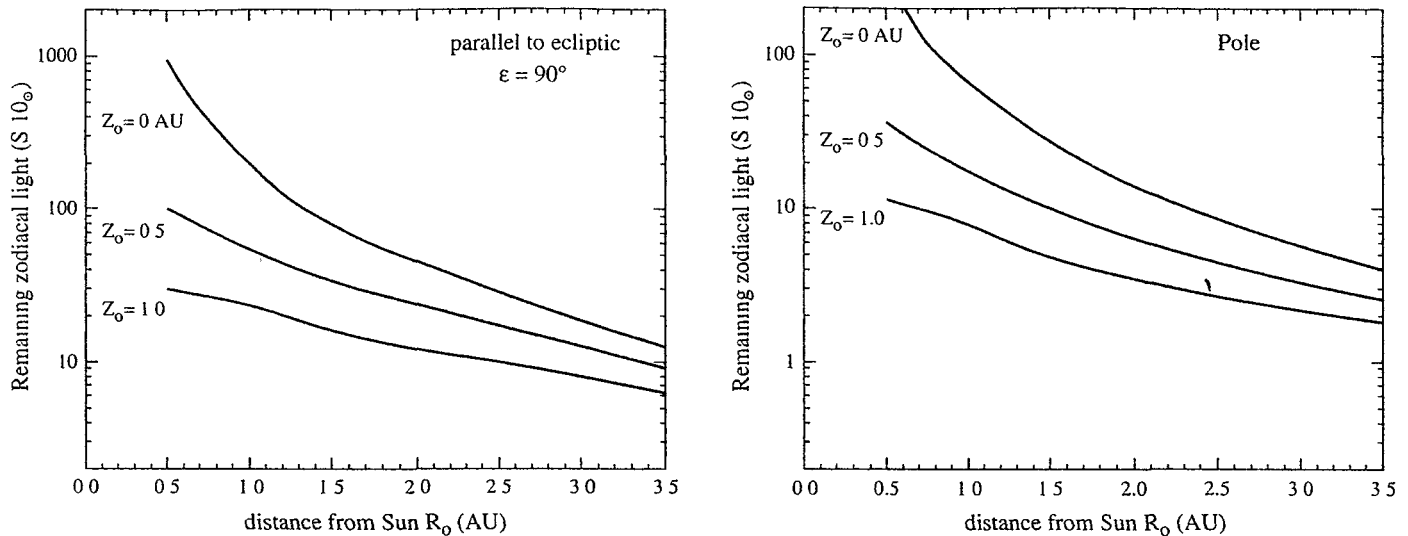 1000
100
10
Remaining zodiacal light (S 10⊙)
parallel to ecliptic
ε = 90°
Z₀= 0 AU
Z₀= 0 5
Z₀= 1 0
0 0 0 5 1 0 1 5 2 0 2 5 3 0 3 5
distance from Sun R₀ (AU)
100
10
1
Remaining zodiacal light (S 10⊙)
Pole
Z₀= 0 AU
Z₀= 0 5
Z₀= 1.0
0 0 0.5 1.0 1.5 2.0 2.5 3 0 3.5
distance from Sun R₀ (AU)